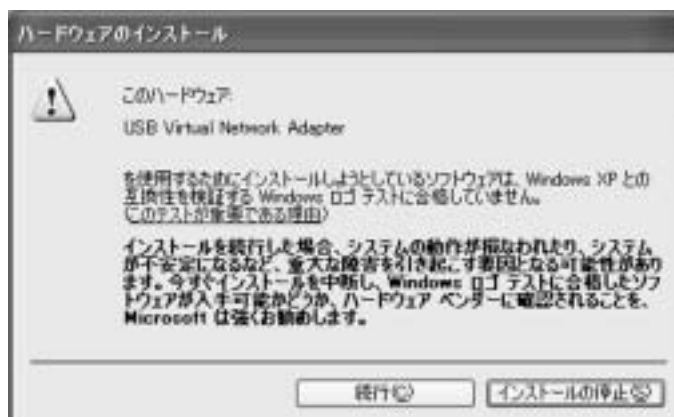 ハードウェアのインストール
このハードウェア:
USB Virtual Network Adapter
を使用するためにインストールしようとしているソフトウェアは、Windows XP との
互換性を検証する Windows ロゴ テストに合格していません。
(このテストが重要である理由)
インストールを続行した場合、システムの動作が損なわれたり、システム
が不安定になるなど、重大な障害を引き起こす要因となる可能性があり
ます。今すぐインストールを中断し、Windows ロゴ テストに合格したソフ
トウェアが入手可能かどうか、ハードウェア ベンダーに確認されることを、
Microsoft は強くお勧めします。
続行(C)
インストールの停止(S)